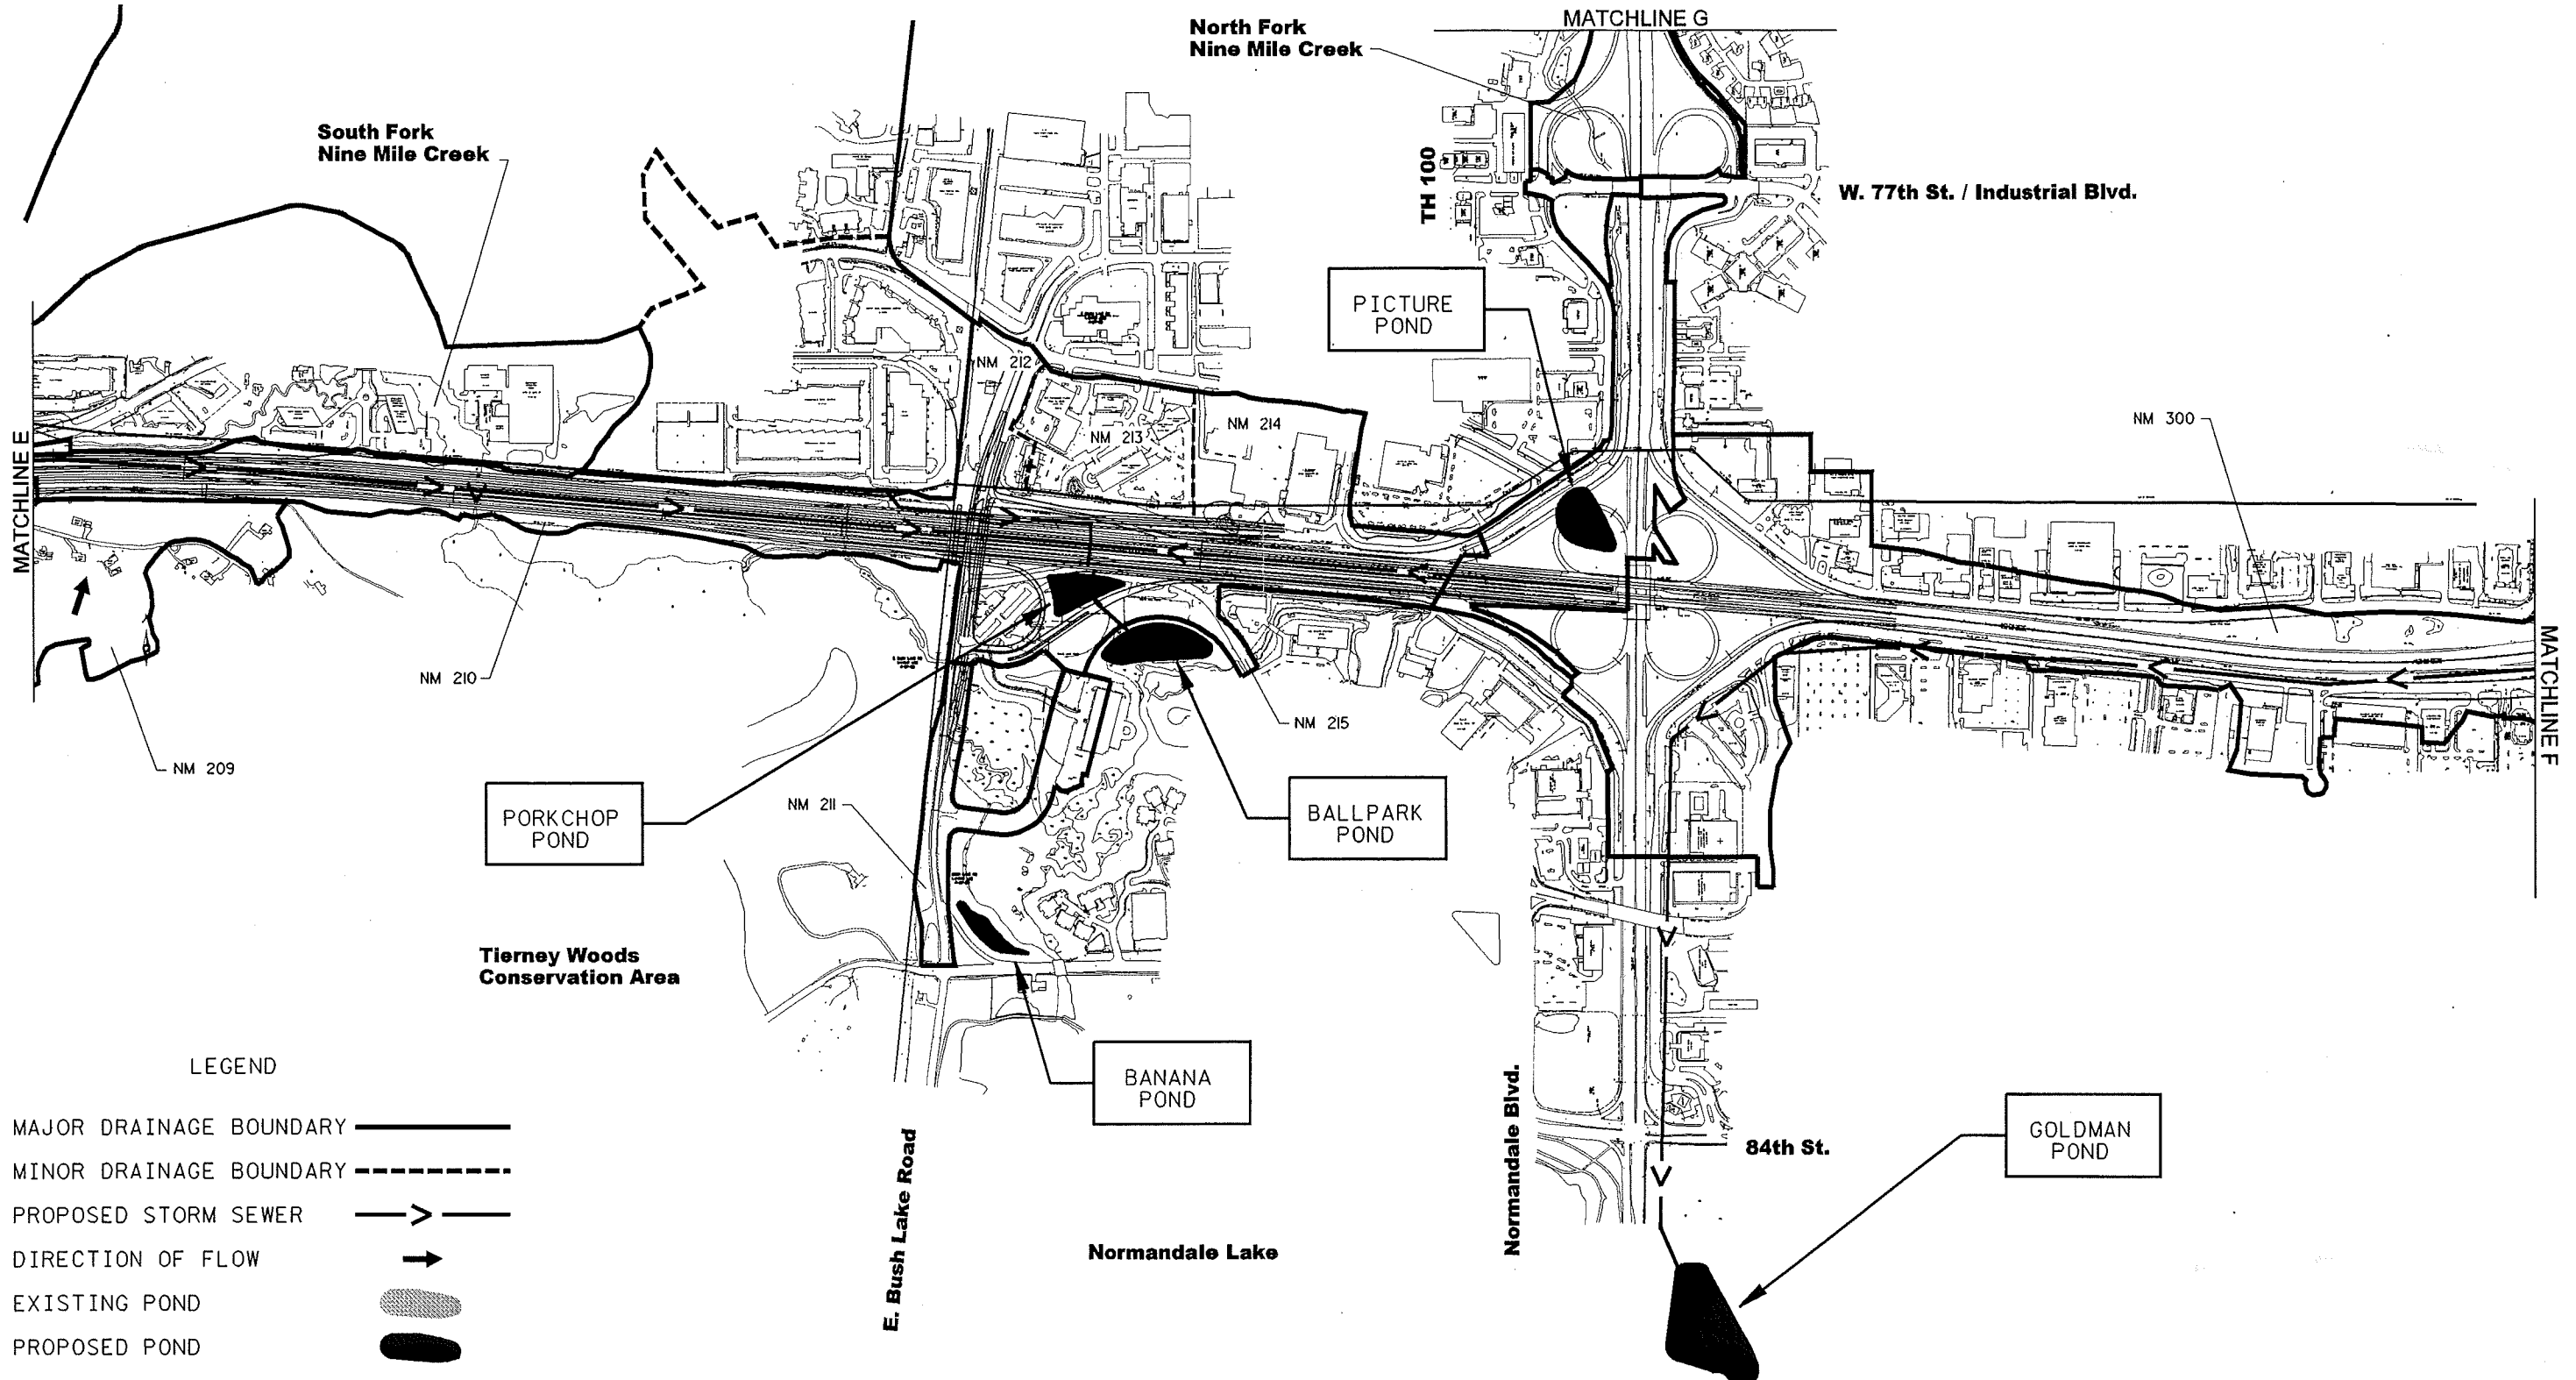 MATCHLINE G
North Fork
Nine Mile Creek
South Fork
Nine Mile Creek
TH 100
W. 77th St. / Industrial Blvd.
PICTURE
POND
NM 212
NM 213
NM 214
NM 300
MATCHLINE E
MATCHLINE F
NM 210
NM 209
NM 215
NM 211
PORKCHOP
POND
BALLPARK
POND
Tierney Woods
Conservation Area
BANANA
POND
E. Bush Lake Road
Normandale Lake
Normandale Blvd.
84th St.
GOLDMAN
POND
LEGEND
MAJOR DRAINAGE BOUNDARY
MINOR DRAINAGE BOUNDARY
PROPOSED STORM SEWER
DIRECTION OF FLOW
EXISTING POND
PROPOSED POND